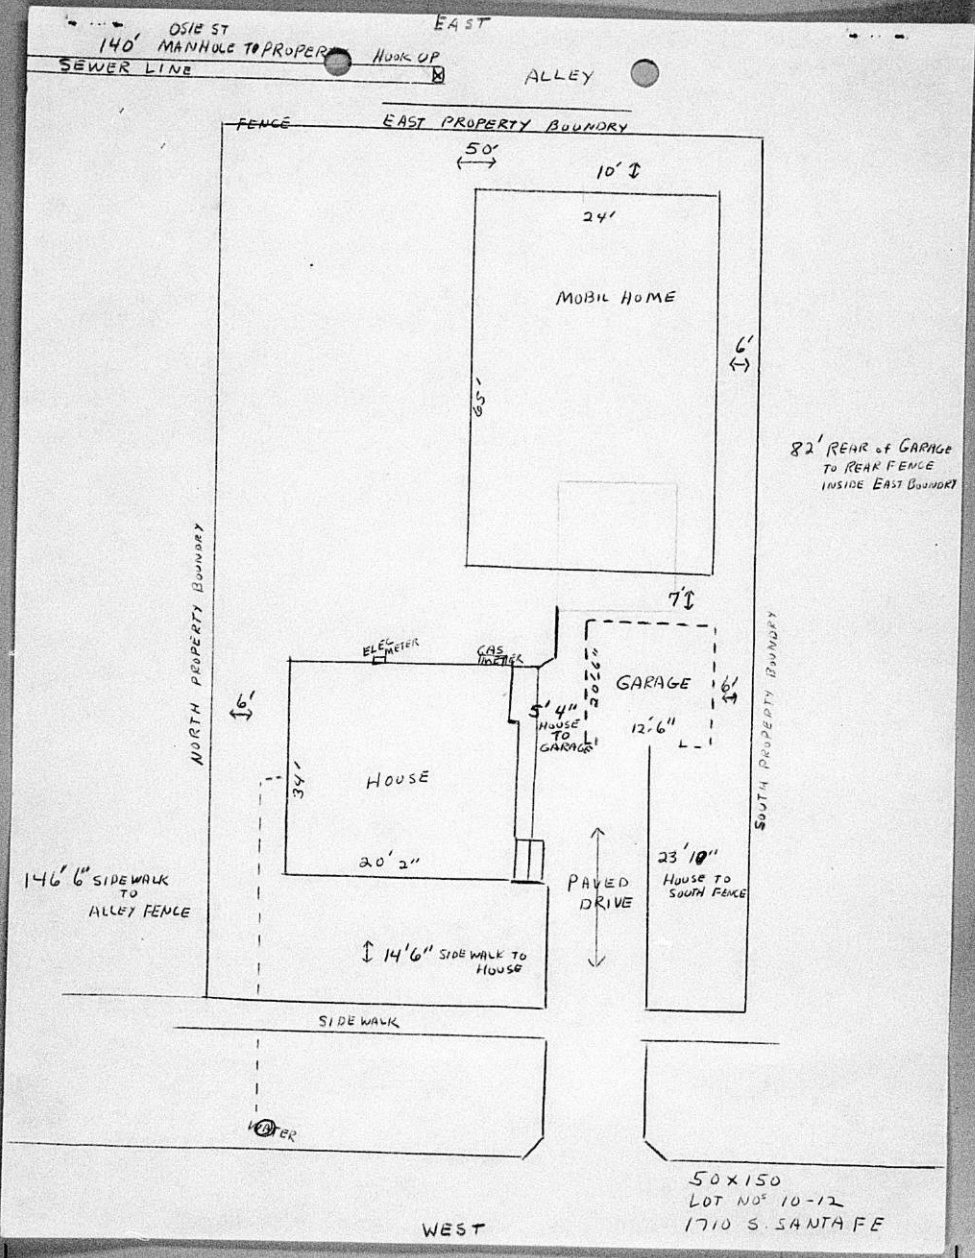 EAST
OSIE ST
140' MANHOLE TO PROPER
HOOK UP
SEWER LINE
ALLEY
FENCE
EAST PROPERTY BOUNDRY
50'
10'
24'
MOBIL HOME
6'
65'
82' REAR of GARAGE
TO REAR FENCE
INSIDE EAST BOUNDRY
NORTH PROPERTY BOUNDRY
7'
ELEC
METER
GAS
METER
20'6"
GARAGE
6'
6'
5' 4"
HOUSE
TO
GARAGE
12'-6"
SOUTH PROPERTY BOUNDRY
HOUSE
34'
20' 2"
23' 10"
HOUSE TO
SOUTH FENCE
146' 6" SIDEWALK
TO
ALLEY FENCE
PAVED
DRIVE
14'6" SIDEWALK TO
HOUSE
SIDEWALK
WATER
50X150
LOT NOS 10-12
1710 S. SANTA FE
WEST